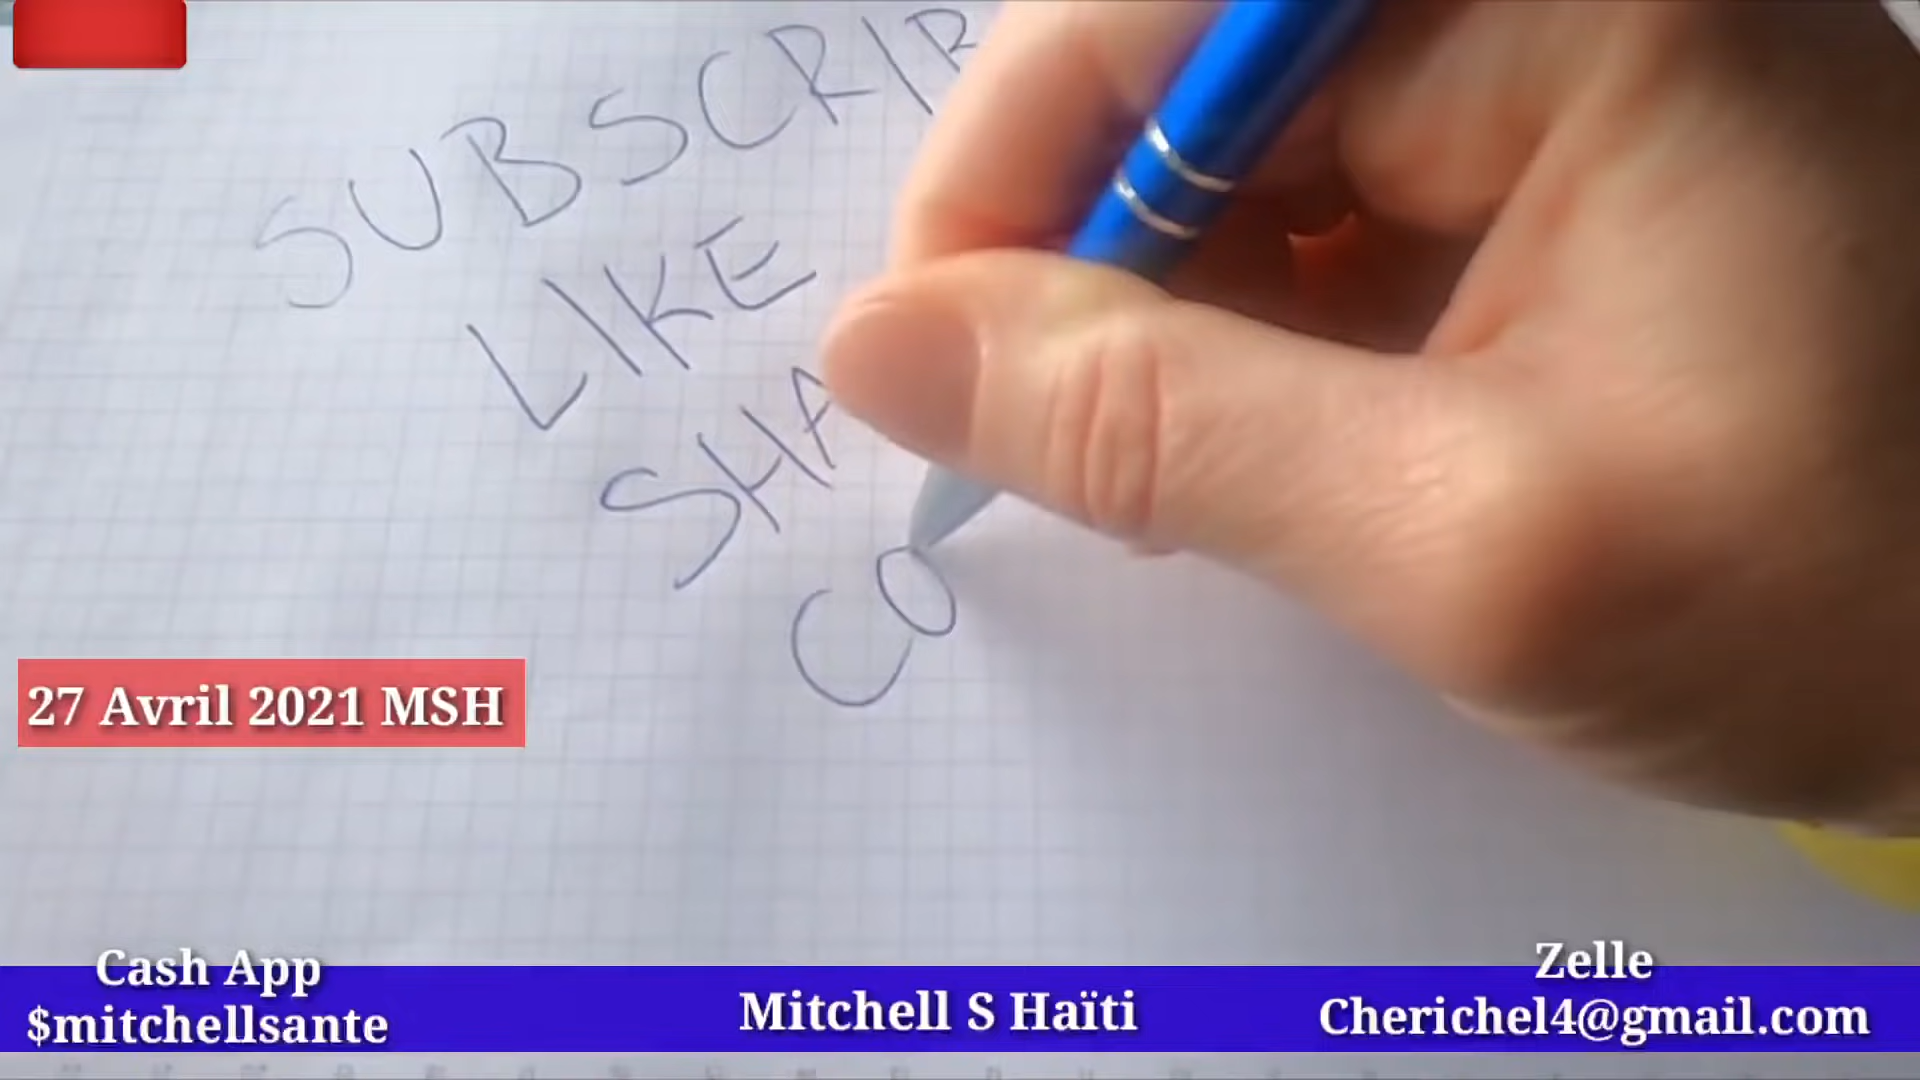 SUBSCRIB
LIKE
SHA
CO
27 Avril 2021 MSH
Cash App
$mitchellsante
Mitchell S Haïti
Zelle
Cherichel4@gmail.com